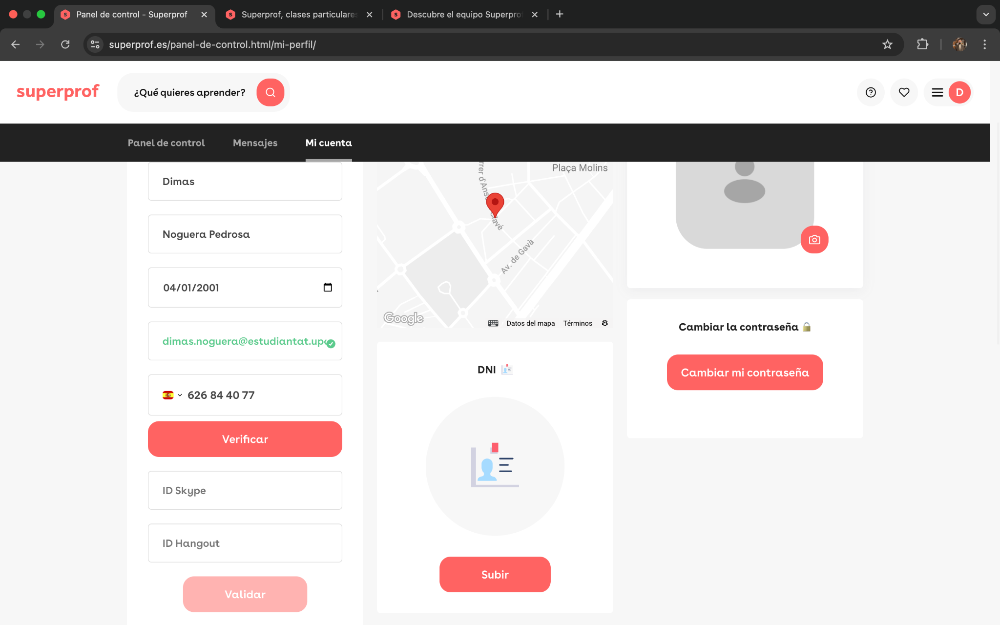 Panel de control - Superprof
Superprof, clases particulares
Descubre el equipo Superprof
superprof.es/panel-de-control.html/mi-perfil/
superprof
¿Qué quieres aprender?
D
Panel de control
Mensajes
Mi cuenta
Dimas
Noguera Pedrosa
04/01/2001
dimas.noguera@estudiantat.upc
626 84 40 77
Verificar
ID Skype
ID Hangout
Validar
Plaça Molins
rrer d'Anse Clavé
Av. de Gavà
Google
Datos del mapa
Términos
DNI
Subir
Cambiar la contraseña
Cambiar mi contraseña